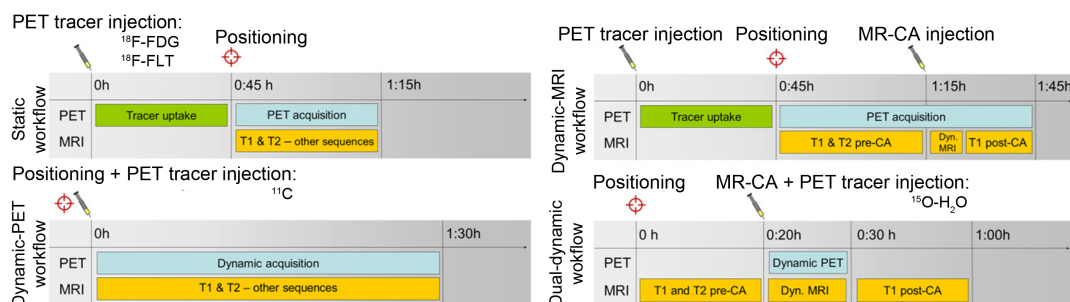 PET tracer injection:
¹⁸F-FDG
¹⁸F-FLT
Positioning
0h 0:45 h 1:15h
Static
workflow
PET Tracer uptake PET acquisition
MRI T1 & T2 – other sequences
PET tracer injection Positioning MR-CA injection
0h 0:45h 1:15h 1:45h
Dynamic-MRI
workflow
PET Tracer uptake PET acquisition
MRI T1 & T2 pre-CA Dyn. MRI T1 post-CA
Positioning + PET tracer injection:
¹¹C
0h 1:30h
Dynamic-PET
wokflow
PET Dynamic acquisition
MRI T1 & T2 – other sequences
Positioning MR-CA + PET tracer injection:
¹⁵O-H₂O
0 h 0:20h 0:30 h 1:00h
Dual-dynamic
wokflow
PET Dynamic PET
MRI T1 and T2 pre-CA Dyn. MRI T1 post-CA